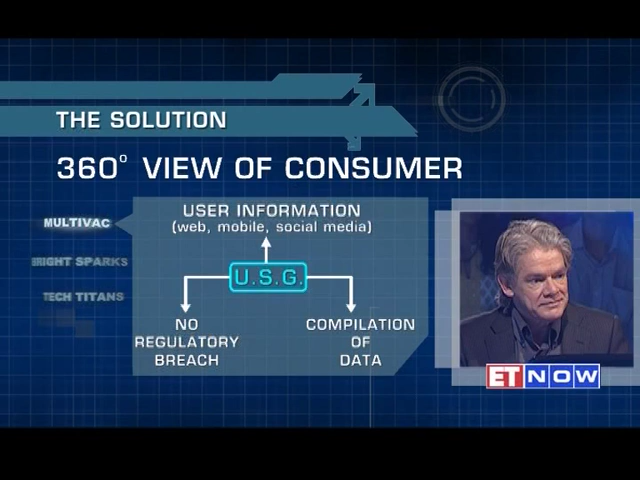 THE SOLUTION
360° VIEW OF CONSUMER
MULTIVAC
BRIGHT SPARKS
TECH TITANS
USER INFORMATION
(web, mobile, social media)
U.S.G.
NO
REGULATORY
BREACH
COMPILATION
OF
DATA
ET NOW